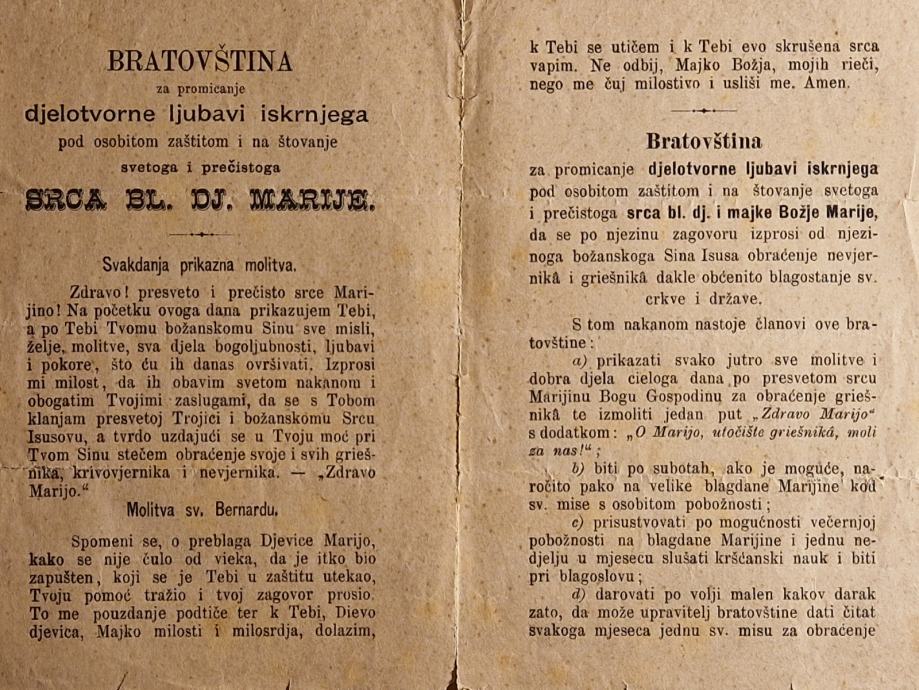 BRATOVŠTINA
za promicanje
djelotvorne ljubavi iskrnjega
pod osobitom zaštitom i na štovanje
svetoga i prečistoga
SRCA BL. DJ. MARIJE.
Svakdanja prikazna molitva.
Zdravo! presveto i prečisto srce Mari-
jino! Na početku ovoga dana prikazujem Tebi,
a po Tebi Tvomu božanskomu Sinu sve misli,
želje, molitve, sva djela bogoljubnosti, ljubavi
i pokore, što ću ih danas ovršivati. Izprosi
mi milost, da ih obavim svetom nakanom i
obogatim Tvojimi zaslugami, da se s Tobom
klanjam presvetoj Trojici i božanskomu Srcu
Isusovu, a tvrdo uzdajući se u Tvoju moć pri
Tvom Sinu stečem obraćenje svoje i svih grieš-
nika, krivovjernika i nevjernika. — „Zdravo
Marijo.“
Molitva sv. Bernardu.
Spomeni se, o preblaga Djevice Marijo,
kako se nije čulo od vieka, da je itko bio
zapušten, koji se je Tebi u zaštitu utekao,
Tvoju pomoć tražio i tvoj zagovor prosio.
To me pouzdanje podtiče ter k Tebi, Dievo
djevica, Majko milosti i milosrdja, dolazim,
k Tebi se utičem i k Tebi evo skrušena srca
vapim. Ne odbij, Majko Božja, mojih rieči,
nego me čuj milostivo i usliši me. Amen.
Bratovština
za promicanje djelotvorne ljubavi iskrnjega
pod osobitom zaštitom i na štovanje svetoga
i prečistoga srca bl. dj. i majke Božje Marije,
da se po njezinu zagovoru izprosi od njezi-
noga božanskoga Sina Isusa obraćenje nevjer-
nikâ i griešnikâ dakle obćenito blagostanje sv.
crkve i države.
S tom nakanom nastoje članovi ove bra-
tovštine:
a) prikazati svako jutro sve molitve i
dobra djela cieloga dana po presvetom srcu
Marijinu Bogu Gospodinu za obraćenje grieš-
nikâ te izmoliti jedan put „Zdravo Marijo“
s dodatkom: „O Marijo, utočište griešnikâ, moli
za nas!“;
b) biti po subotah, ako je moguće, na-
ročito pako na velike blagdane Marijine kod
sv. mise s osobitom pobožnosti;
c) prisustvovati po mogućnosti večernjoj
pobožnosti na blagdane Marijine i jednu ne-
djelju u mjesecu slušati kršćanski nauk i biti
pri blagoslovu;
d) darovati po volji malen kakov darak
zato, da može upravitelj bratovštine dati čitat
svakoga mjeseca jednu sv. misu za obraćenje